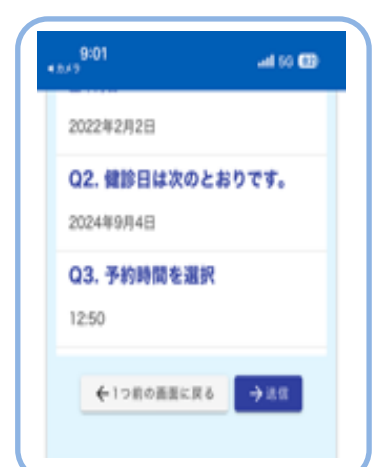 9:01
◀カメラ
5G 82
2022年2月2日
Q2. 健診日は次のとおりです。
2024年9月4日
Q3. 予約時間を選択
12:50
←1つ前の画面に戻る
→送信